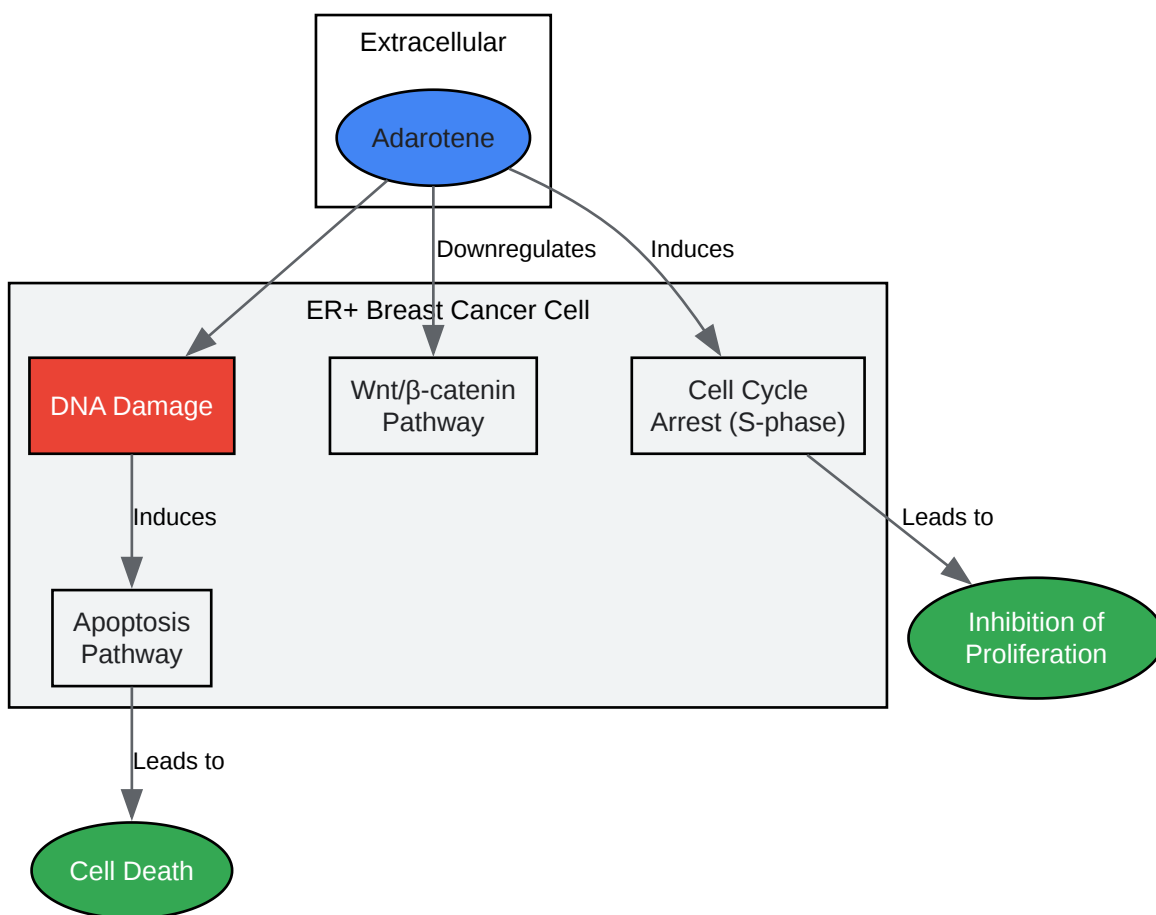 Extracellular
Adarotene
Downregulates
Induces
ER+ Breast Cancer Cell
DNA Damage
Wnt/β-catenin
Pathway
Cell Cycle
Arrest (S-phase)
Induces
Leads to
Apoptosis
Pathway
Inhibition of
Proliferation
Leads to
Cell Death